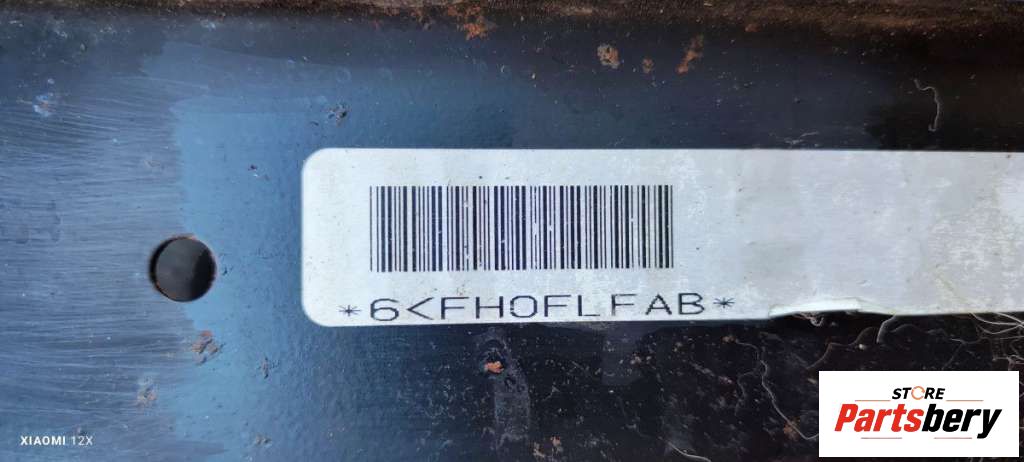 *6<FHOFLFAB*
STORE
Partsbery
XIAOMI 12X